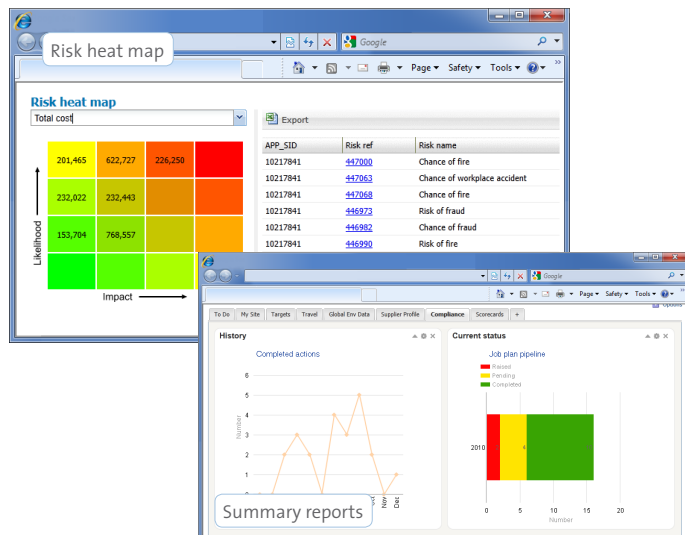 Risk heat map
Google
Page Safety Tools
Risk heat map
Total cost
Export
APP_SID Risk ref Risk name
10217841 447000 Chance of fire
10217841 447063 Chance of workplace accident
10217841 447068 Chance of fire
10217841 446973 Risk of fraud
10217841 446982 Chance of fraud
10217841 446990 Risk of fire
201,465 622,727 226,250
232,022 232,443
153,704 768,557
Likelihood
Impact
Google
Page Safety Tools
To Do My Site Targets Travel Global Env Data Supplier Profile Compliance Scorecards +
History
Completed actions
Number
6
5
4
3
2
1
Nov
Dec
Current status
Job plan pipeline
Raised
Pending
Completed
2010
0 5 10 15 20
Number
Summary reports